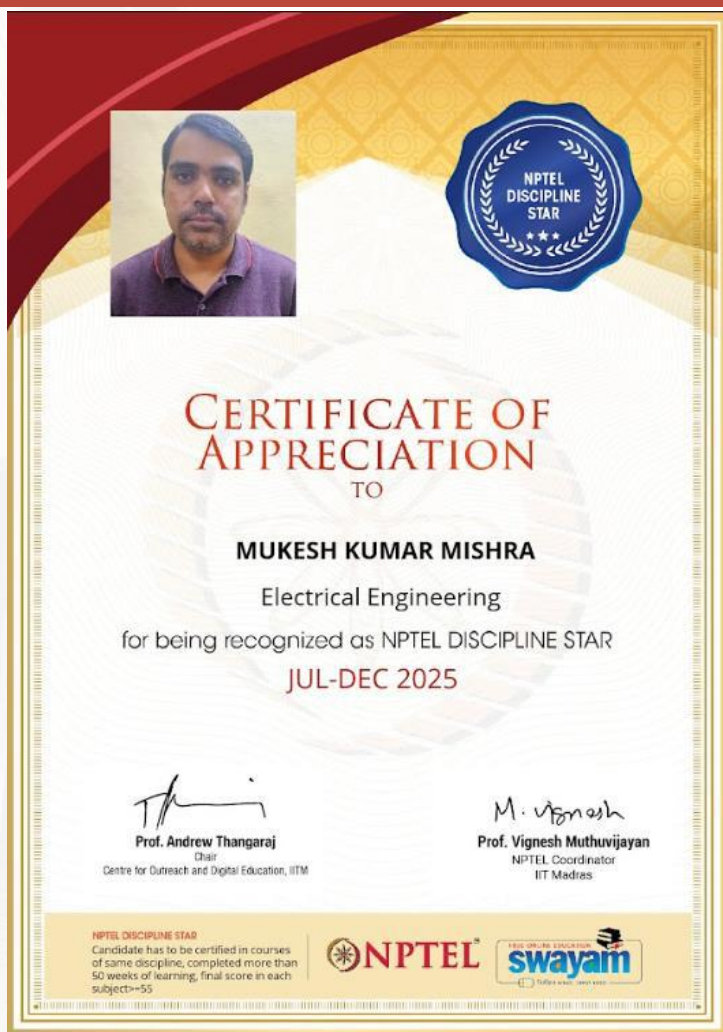 NPTEL
DISCIPLINE
STAR
CERTIFICATE OF
APPRECIATION
TO
MUKESH KUMAR MISHRA
Electrical Engineering
for being recognized as NPTEL DISCIPLINE STAR
JUL-DEC 2025
M. Vignesh
Prof. Andrew Thangaraj
Chair
Centre for Outreach and Digital Education, IITM
Prof. Vignesh Muthuvijayan
NPTEL Coordinator
IIT Madras
NPTEL DISCIPLINE STAR
Candidate has to be certified in courses
of same discipline, completed more than
50 weeks of learning, final score in each
subject>=55
NPTEL
FREE ONLINE EDUCATION
swayam